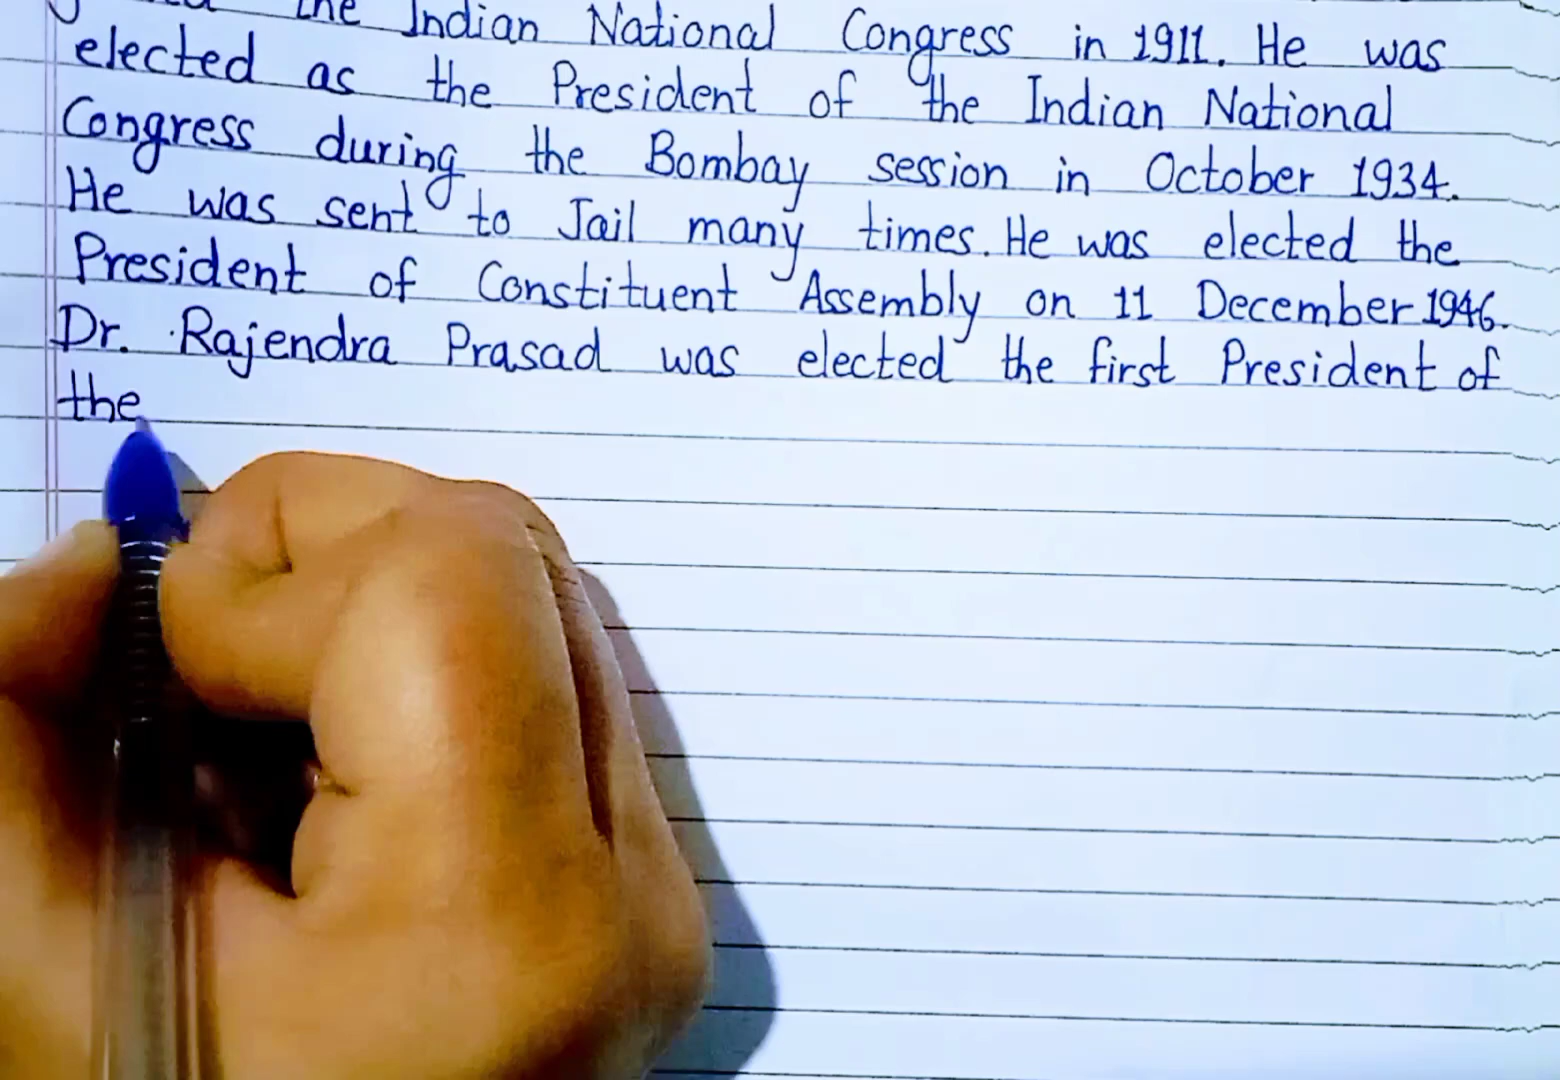 the Indian National Congress in 1911. He was
elected as the President of the Indian National
Congress during the Bombay session in October 1934.
He was sent to Jail many times. He was elected the
President of Constituent Assembly on 11 December 1946.
Dr. Rajendra Prasad was elected the first President of
the